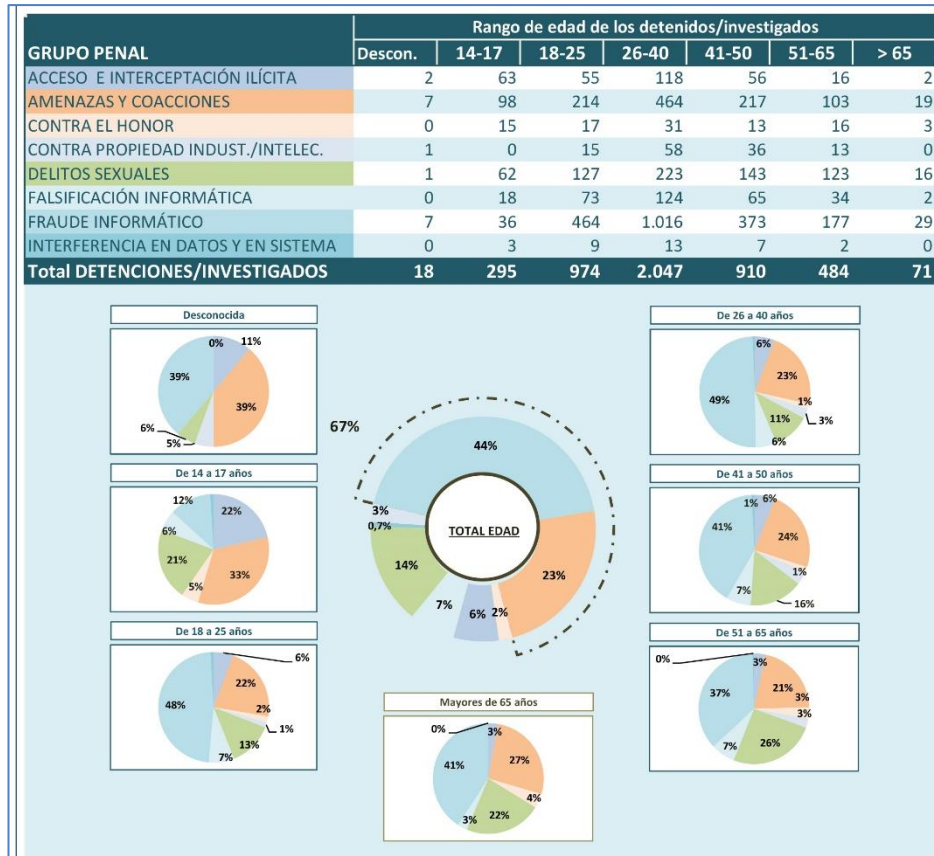 Rango de edad de los detenidos/investigados
GRUPO PENAL Descon. 14-17 18-25 26-40 41-50 51-65 > 65
ACCESO E INTERCEPTACIÓN ILÍCITA 2 63 55 118 56 16 2
AMENAZAS Y COACCIONES 7 98 214 464 217 103 19
CONTRA EL HONOR 0 15 17 31 13 16 3
CONTRA PROPIEDAD INDUST./INTELEC. 1 0 15 58 36 13 0
DELITOS SEXUALES 1 62 127 223 143 123 16
FALSIFICACIÓN INFORMÁTICA 0 18 73 124 65 34 2
FRAUDE INFORMÁTICO 7 36 464 1.016 373 177 29
INTERFERENCIA EN DATOS Y EN SISTEMA 0 3 9 13 7 2 0
Total DETENCIONES/INVESTIGADOS 18 295 974 2.047 910 484 71
Desconocida
0% 11%
39%
39%
6%
5%
De 14 a 17 años
12%
22%
6%
21%
33%
5%
De 18 a 25 años
6%
22%
48%
2%
1%
13%
7%
67%
44%
3%
0,7%
TOTAL EDAD
14%
23%
7%
6%
2%
Mayores de 65 años
0%
3%
41%
27%
4%
3%
22%
De 26 a 40 años
6%
23%
49%
1%
11%
3%
6%
De 41 a 50 años
1%
6%
41%
24%
1%
7%
16%
De 51 a 65 años
0%
3%
37%
21%
3%
3%
7%
26%